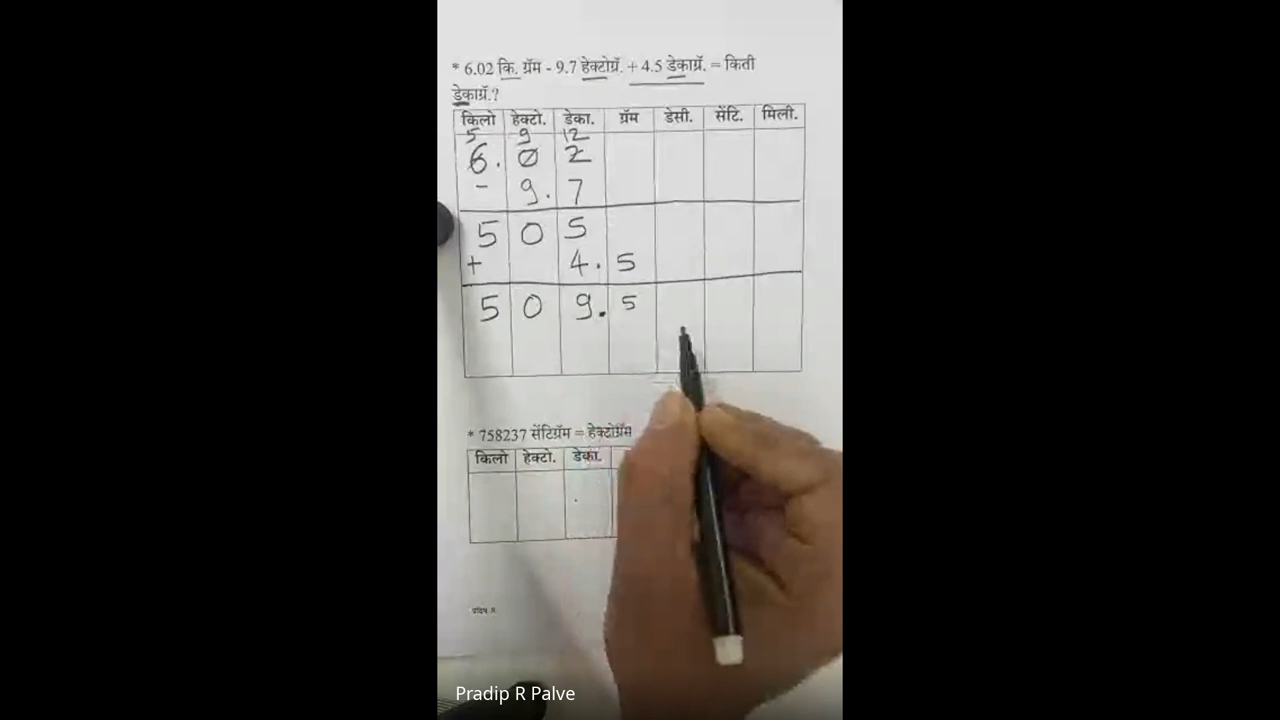 * 6.02 कि. ग्रॅम - 9.7 हेक्टोग्रॅ. + 4.5 डेकाग्रॅ. = किती
डेकाग्रॅ.?
किलो हेक्टो. डेका. ग्रॅम डेसी. सेंटि. मिली.
5 9 12
6. 0 2
- 9. 7
5 0 5
+ 4. 5
5 0 9. 5
* 758237 सेंटिग्रॅम = हेक्टोग्रॅम
किलो हेक्टो. डेका.
Pradip R Palve